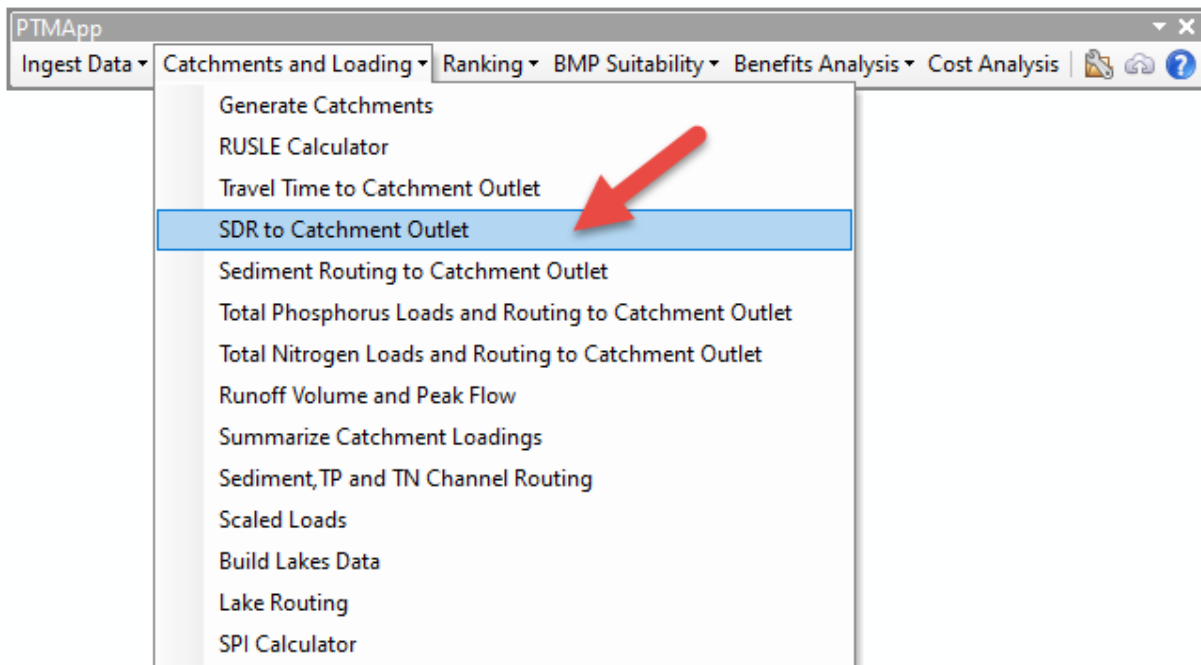 PTMApp
Ingest Data Catchments and Loading Ranking BMP Suitability Benefits Analysis Cost Analysis
Generate Catchments
RUSLE Calculator
Travel Time to Catchment Outlet
SDR to Catchment Outlet
Sediment Routing to Catchment Outlet
Total Phosphorus Loads and Routing to Catchment Outlet
Total Nitrogen Loads and Routing to Catchment Outlet
Runoff Volume and Peak Flow
Summarize Catchment Loadings
Sediment,TP and TN Channel Routing
Scaled Loads
Build Lakes Data
Lake Routing
SPI Calculator